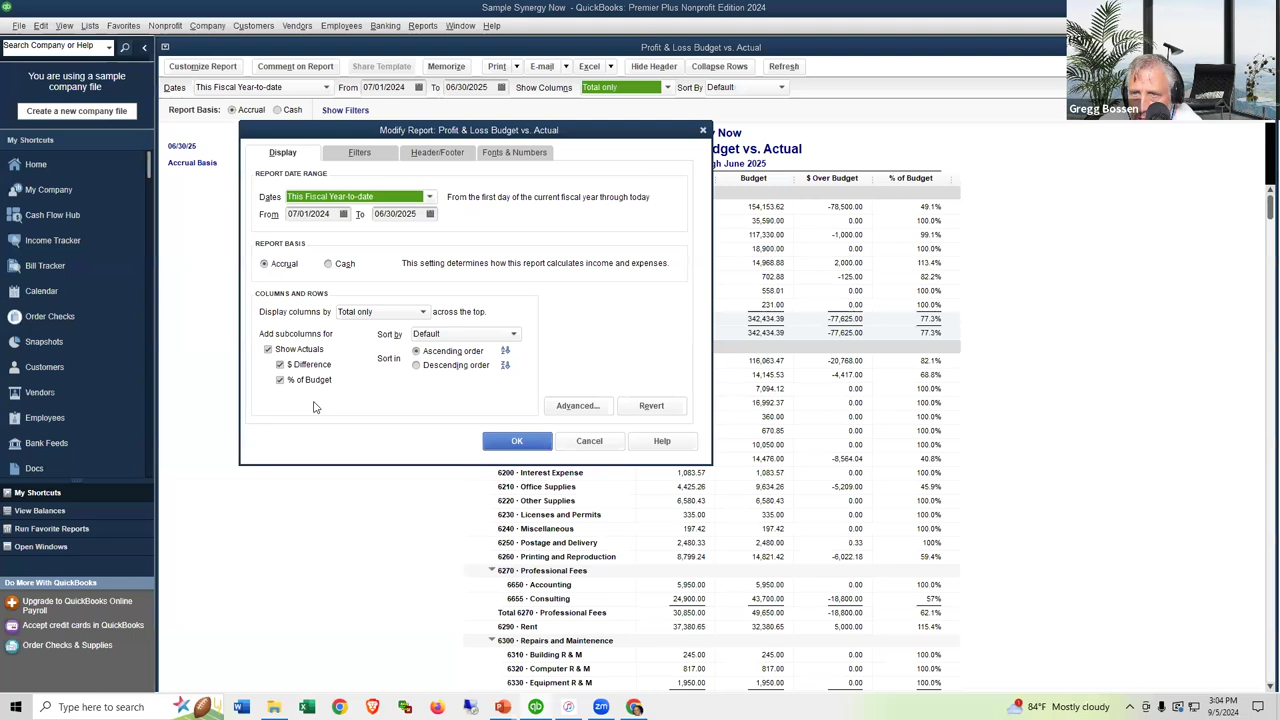 Sample Synergy Now - QuickBooks: Premier Plus Nonprofit Edition 2024
File Edit View Lists Favorites Nonprofit Company Customers Vendors Employees Banking Reports Window Help
Search Company or Help
Profit & Loss Budget vs. Actual
You are using a sample
company file
Create a new company file
Customize Report Comment on Report Share Template Memorize Print E-mail Excel Hide Header Collapse Rows Refresh
Dates This Fiscal Year-to-date From 07/01/2024 To 06/30/2025 Show Columns Total only Sort By Default
Report Basis: Accrual Cash Show Filters
Gregg Bossen
My Shortcuts
Home
My Company
Cash Flow Hub
Income Tracker
Bill Tracker
Calendar
Order Checks
Snapshots
Customers
Vendors
Employees
Bank Feeds
Docs
My Shortcuts
View Balances
Run Favorite Reports
Open Windows
Do More With QuickBooks
Upgrade to QuickBooks Online
Payroll
Accept credit cards in QuickBooks
Order Checks & Supplies
06/30/25
Accrual Basis
Modify Report: Profit & Loss Budget vs. Actual
Display Filters Header/Footer Fonts & Numbers
REPORT DATE RANGE
Dates This Fiscal Year-to-date From the first day of the current fiscal year through today
From 07/01/2024 To 06/30/2025
REPORT BASIS
Accrual Cash This setting determines how this report calculates income and expenses.
COLUMNS AND ROWS
Display columns by Total only across the top.
Add subcolumns for Sort by Default
Show Actuals
$ Difference
% of Budget
Sort in Ascending order
Descending order
Advanced... Revert
OK Cancel Help
y Now
dget vs. Actual
gh June 2025
Budget $ Over Budget % of Budget
154,153.62 -78,500.00 49.1%
35,590.00 0.00 100.0%
117,330.00 -1,000.00 99.1%
18,900.00 0.00 100.0%
14,968.88 2,000.00 113.4%
702.88 -125.00 82.2%
558.01 0.00 100.0%
231.00 0.00 100.0%
342,434.39 -77,625.00 77.3%
342,434.39 -77,625.00 77.3%
116,063.47 -20,768.00 82.1%
14,145.53 -4,417.00 68.8%
7,094.12 0.00 100.0%
16,992.37 0.00 100.0%
360.00 0.00 100.0%
670.85 0.00 100.0%
10,050.00 0.00 100.0%
14,476.00 -8,564.04 40.8%
6200 · Interest Expense 1,083.57 1,083.57 0.00 100.0%
6210 · Office Supplies 4,425.26 9,634.26 -5,209.00 45.9%
6220 · Other Supplies 6,580.43 6,580.43 0.00 100.0%
6230 · Licenses and Permits 335.00 335.00 0.00 100.0%
6240 · Miscellaneous 197.42 197.42 0.00 100.0%
6250 · Postage and Delivery 2,480.33 2,480.00 0.33 100%
6260 · Printing and Reproduction 8,799.24 14,821.42 -6,022.18 59.4%
6270 · Professional Fees
6650 · Accounting 5,950.00 5,950.00 0.00 100.0%
6655 · Consulting 24,900.00 43,700.00 -18,800.00 57%
Total 6270 · Professional Fees 30,850.00 49,650.00 -18,800.00 62.1%
6290 · Rent 37,380.65 32,380.65 5,000.00 115.4%
6300 · Repairs and Maintenence
6310 · Building R & M 245.00 245.00 0.00 100.0%
6320 · Computer R & M 817.00 817.00 0.00 100.0%
6330 · Equipment R & M 1,950.00 1,950.00 0.00 100.0%
Type here to search
84°F Mostly cloudy
3:04 PM
9/5/2024